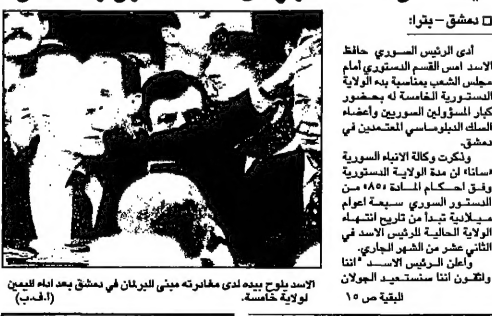 □ دمشق – بترا:
أدى الرئيس السوري حافظ
الاسد امس القسم الدستوري أمام
مجلس الشعب بمناسبة بدء الولاية
الدستورية الخامسة له بحضور
كبار المسؤولين السوريين وأعضاء
السلك الدبلوماسي المعتمدين في
دمشق.
وذكرت وكالة الانباء السورية
«سانا» ان مدة الولاية الدستورية
وفق احكام المادة «٨٥» من
الدستور السوري سبعة اعوام
ميلادية تبدأ من تاريخ انتهاء
الولاية الحالية للرئيس الاسد في
الثاني عشر من الشهر الجاري.
وأعلن الرئيس الاسد "اننا
واثقون اننا سنستعيد الجولان
البقية ص ١٥
الاسد يلوح بيده لدى مغادرته مبنى البرلمان في دمشق بعد اداء اليمين
لولاية خامسة. (أ.ف.ب)